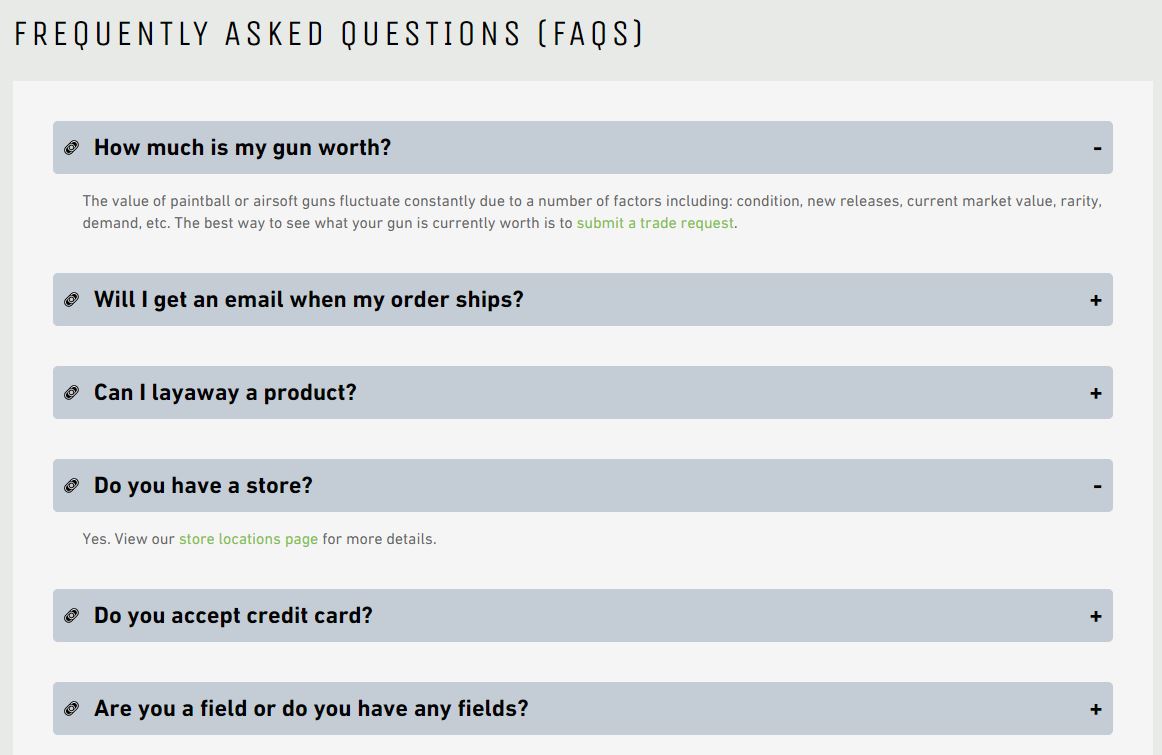 FREQUENTLY ASKED QUESTIONS (FAQS)
How much is my gun worth? -
The value of paintball or airsoft guns fluctuate constantly due to a number of factors including: condition, new releases, current market value, rarity,
demand, etc. The best way to see what your gun is currently worth is to submit a trade request.
Will I get an email when my order ships? +
Can I layaway a product? +
Do you have a store? -
Yes. View our store locations page for more details.
Do you accept credit card? +
Are you a field or do you have any fields? +